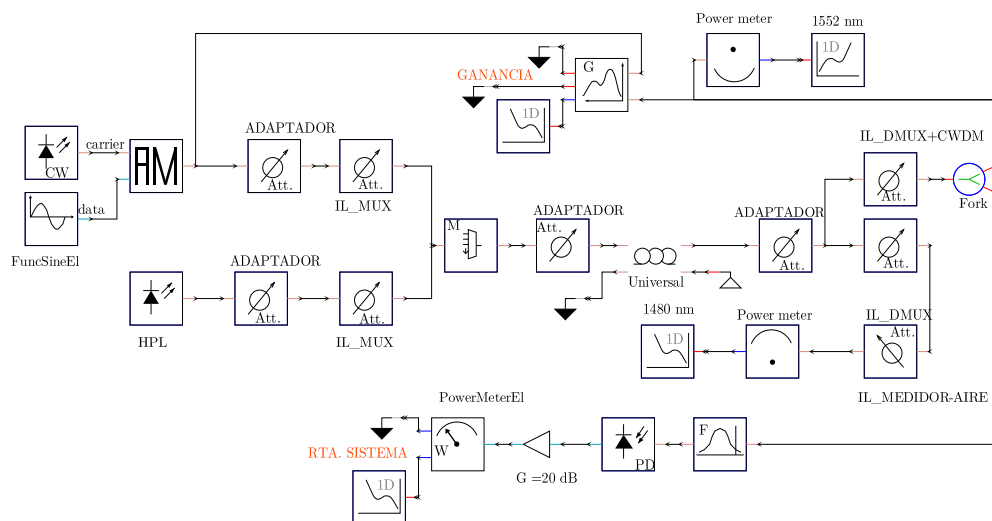 Power meter
1552 nm
1D
G
GANANCIA
1D
ADAPTADOR
IL_DMUX+CWDM
carrier
CW
AM
Att.
Att.
IL_MUX
Att.
Fork
data
FuncSineEl
M
ADAPTADOR
Att.
ADAPTADOR
Att.
Att.
ADAPTADOR
Universal
HPL
Att.
Att.
IL_MUX
1480 nm
1D
Power meter
IL_DMUX
Att.
IL_MEDIDOR-AIRE
PowerMeterEl
W
RTA. SISTEMA
1D
G =20 dB
PD
F